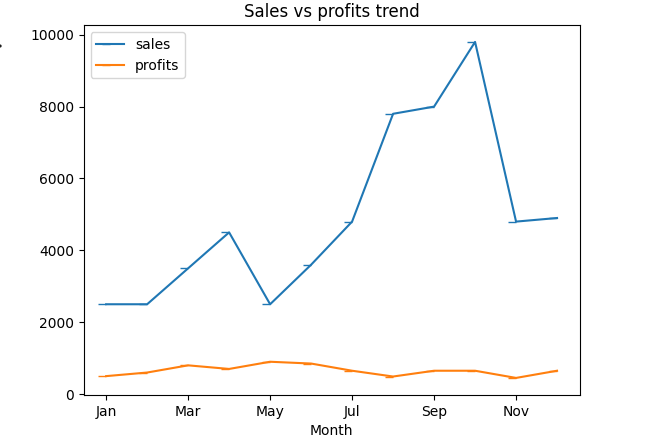 Sales vs profits trend
10000
8000
6000
4000
2000
0
sales
profits
Jan Mar May Jul Sep Nov
Month